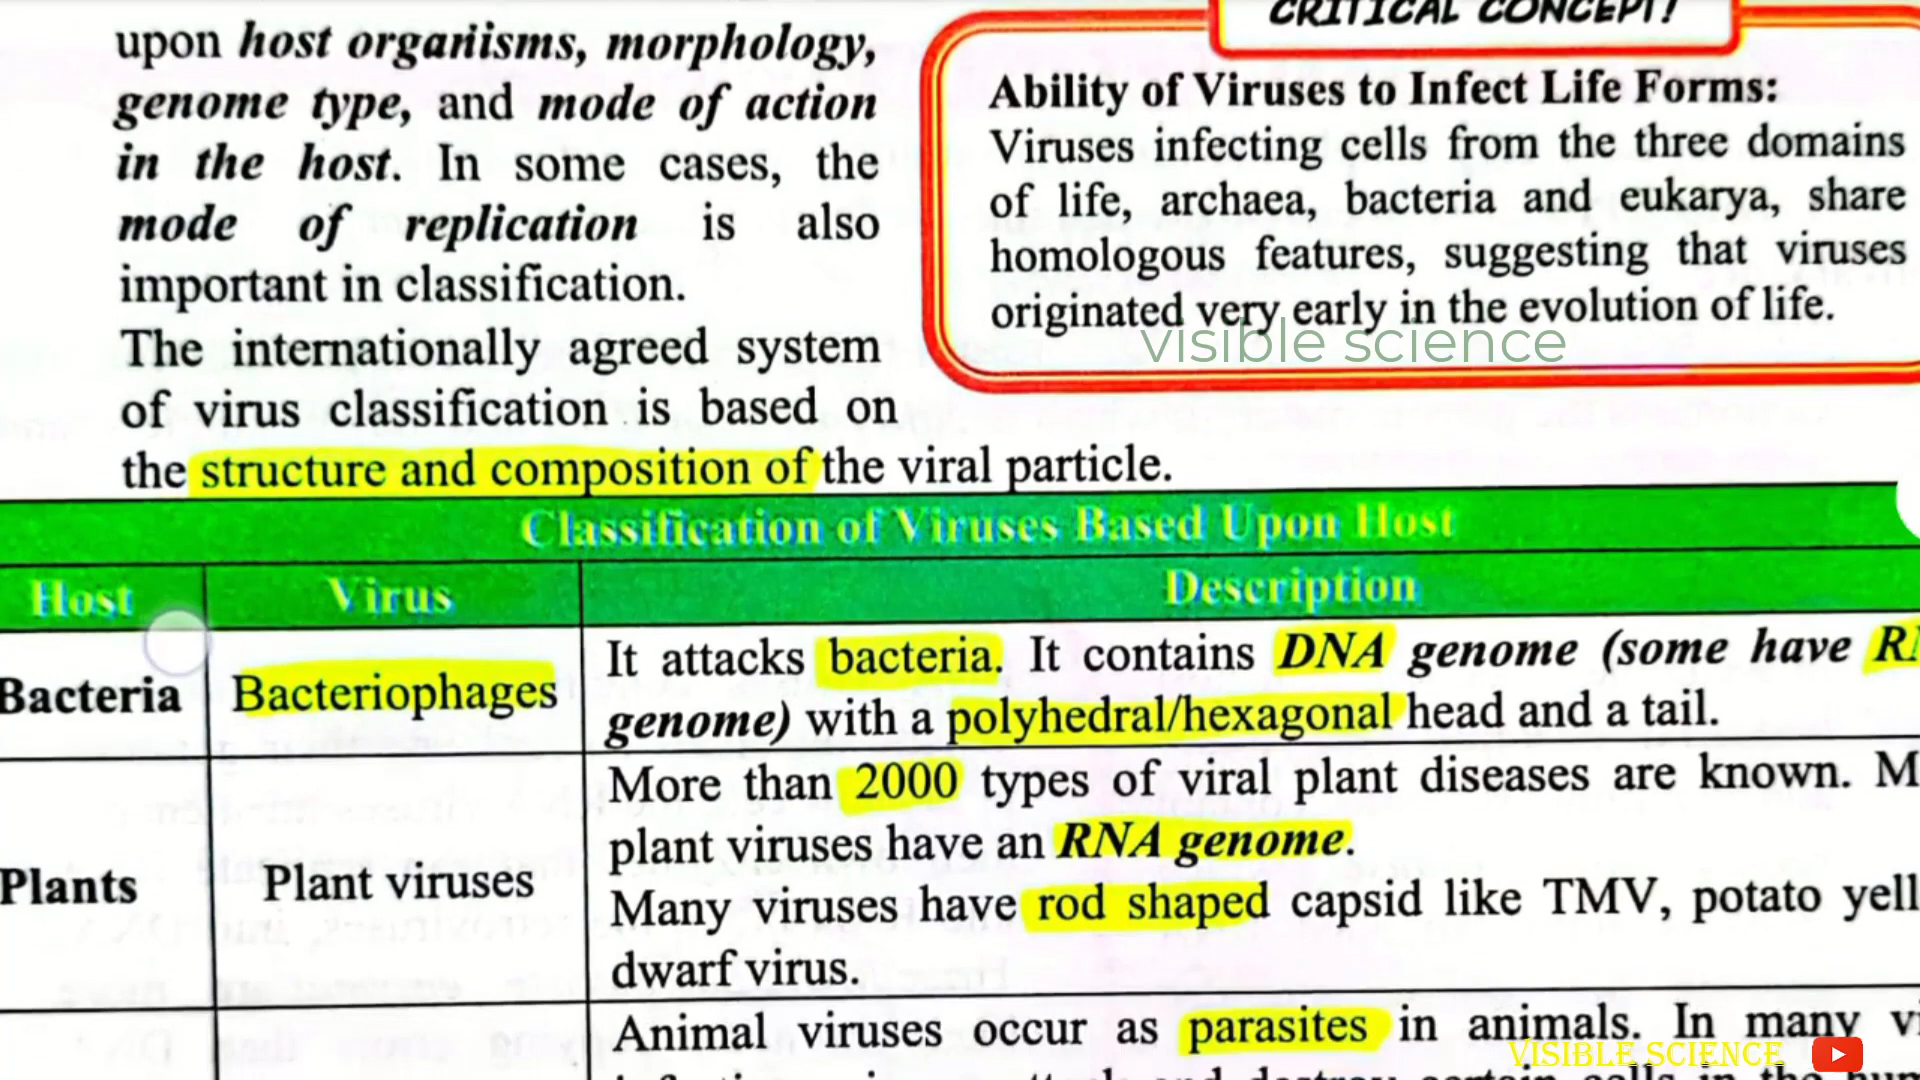 upon host organisms, morphology,
genome type, and mode of action
in the host. In some cases, the
mode of replication is also
important in classification.
The internationally agreed system
of virus classification is based on
the structure and composition of the viral particle.
CRITICAL CONCEPT!
Ability of Viruses to Infect Life Forms:
Viruses infecting cells from the three domains
of life, archaea, bacteria and eukarya, share
homologous features, suggesting that viruses
originated very early in the evolution of life.
visible science
Classification of Viruses Based Upon Host
Host Virus Description
Bacteria Bacteriophages
It attacks bacteria. It contains DNA genome (some have
genome) with a polyhedral/hexagonal head and a tail.
Plants Plant viruses
More than 2000 types of viral plant diseases are known.
plant viruses have an RNA genome.
Many viruses have rod shaped capsid like TMV, potato
dwarf virus.
Animal viruses occur as parasites in animals. In many
VISIBLE SCIENCE